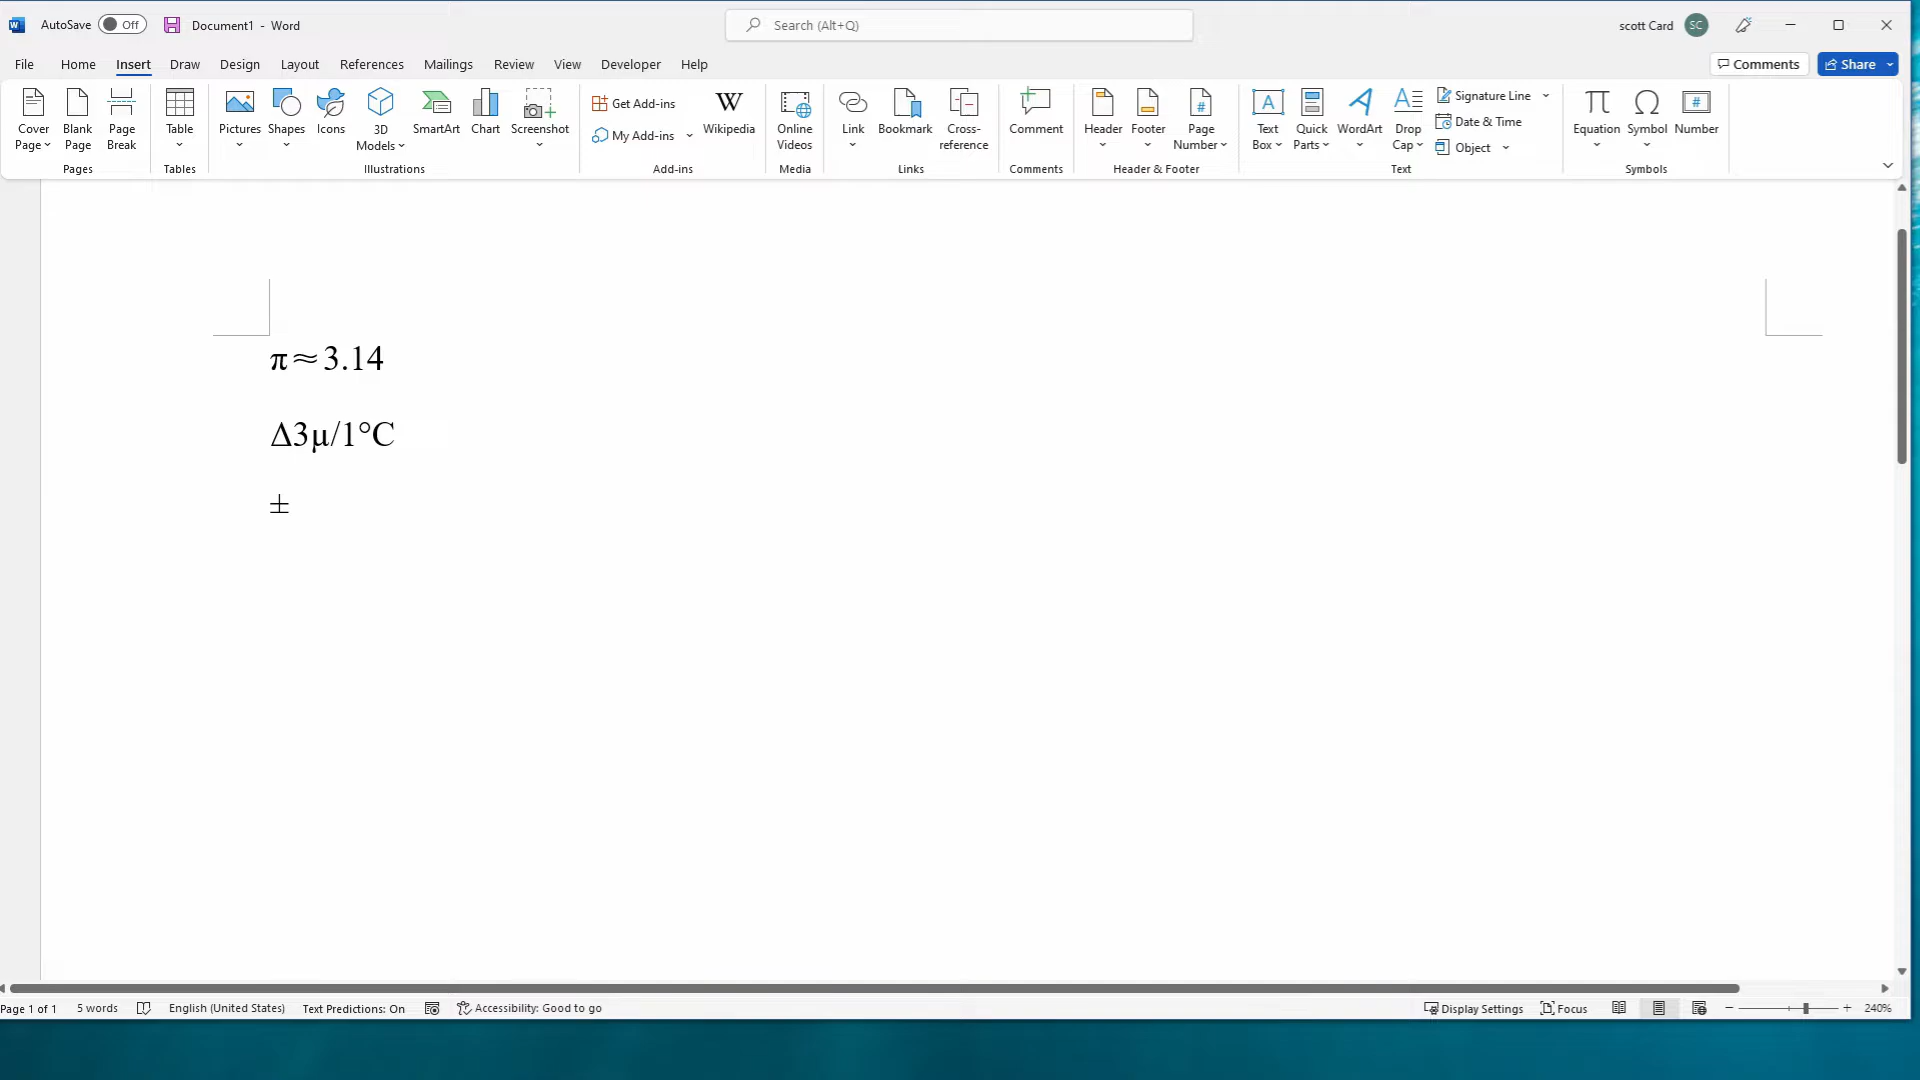 AutoSave Off Document1 - Word Search (Alt+Q) scott Card SC
File Home Insert Draw Design Layout References Mailings Review View Developer Help Comments Share
Cover Page Blank Page Page Break Table Pictures Shapes Icons 3D Models SmartArt Chart Screenshot Get Add-ins My Add-ins W Wikipedia Online Videos Link Bookmark Cross-reference Comment Header Footer # Page Number A Text Box Quick Parts A WordArt A Drop Cap Signature Line Date & Time Object π Equation Ω Symbol # Number
Pages Tables Illustrations Add-ins Media Links Comments Header & Footer Text Symbols
π≈3.14
Δ3µ/1°C
±
Page 1 of 1 5 words English (United States) Text Predictions: On Accessibility: Good to go Display Settings Focus − + 240%